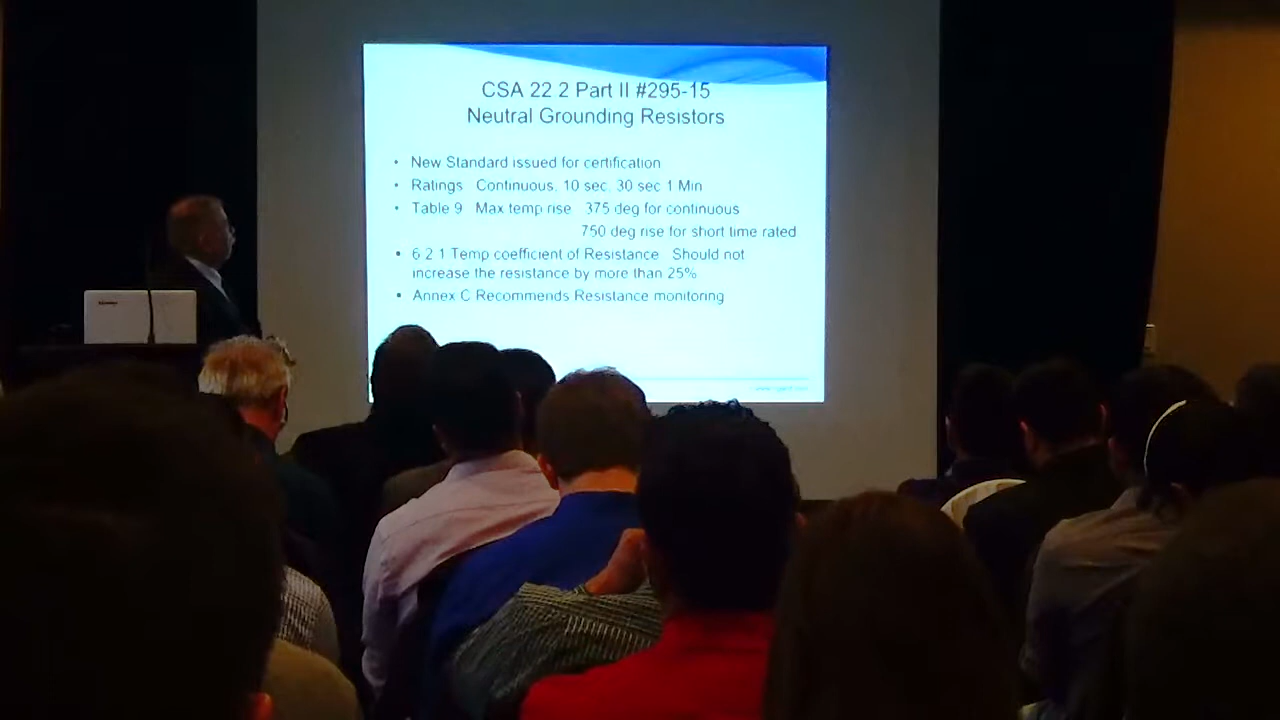 CSA 22 2 Part II #295-15
Neutral Grounding Resistors
• New Standard issued for certification
• Ratings Continuous, 10 sec, 30 sec 1 Min
• Table 9 Max temp rise 375 deg for continuous
750 deg rise for short time rated
• 6 2 1 Temp coefficient of Resistance Should not
increase the resistance by more than 25%
• Annex C Recommends Resistance monitoring